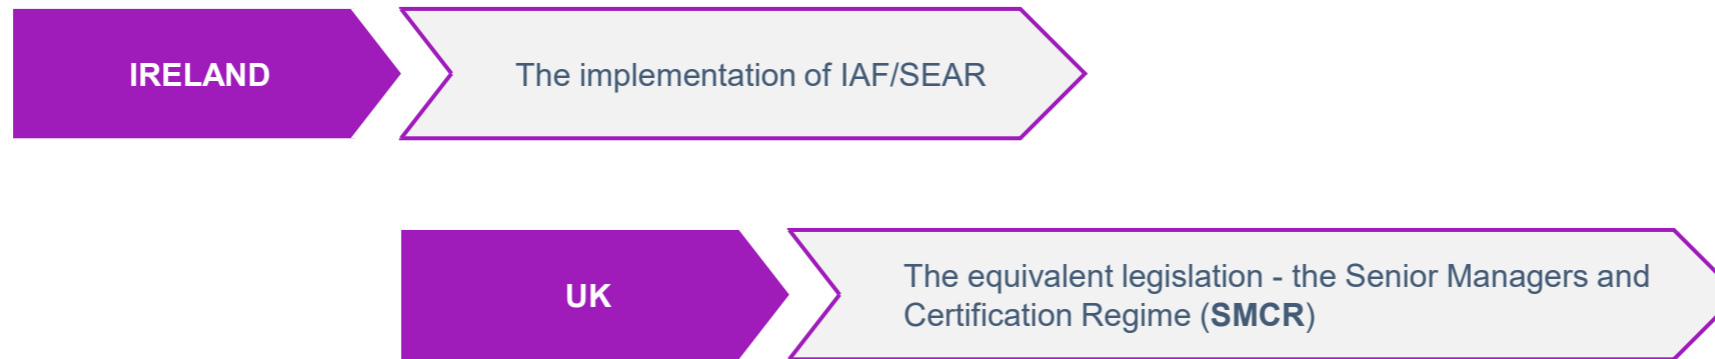 IRELAND
The implementation of IAF/SEAR
UK
The equivalent legislation - the Senior Managers and
Certification Regime (SMCR)